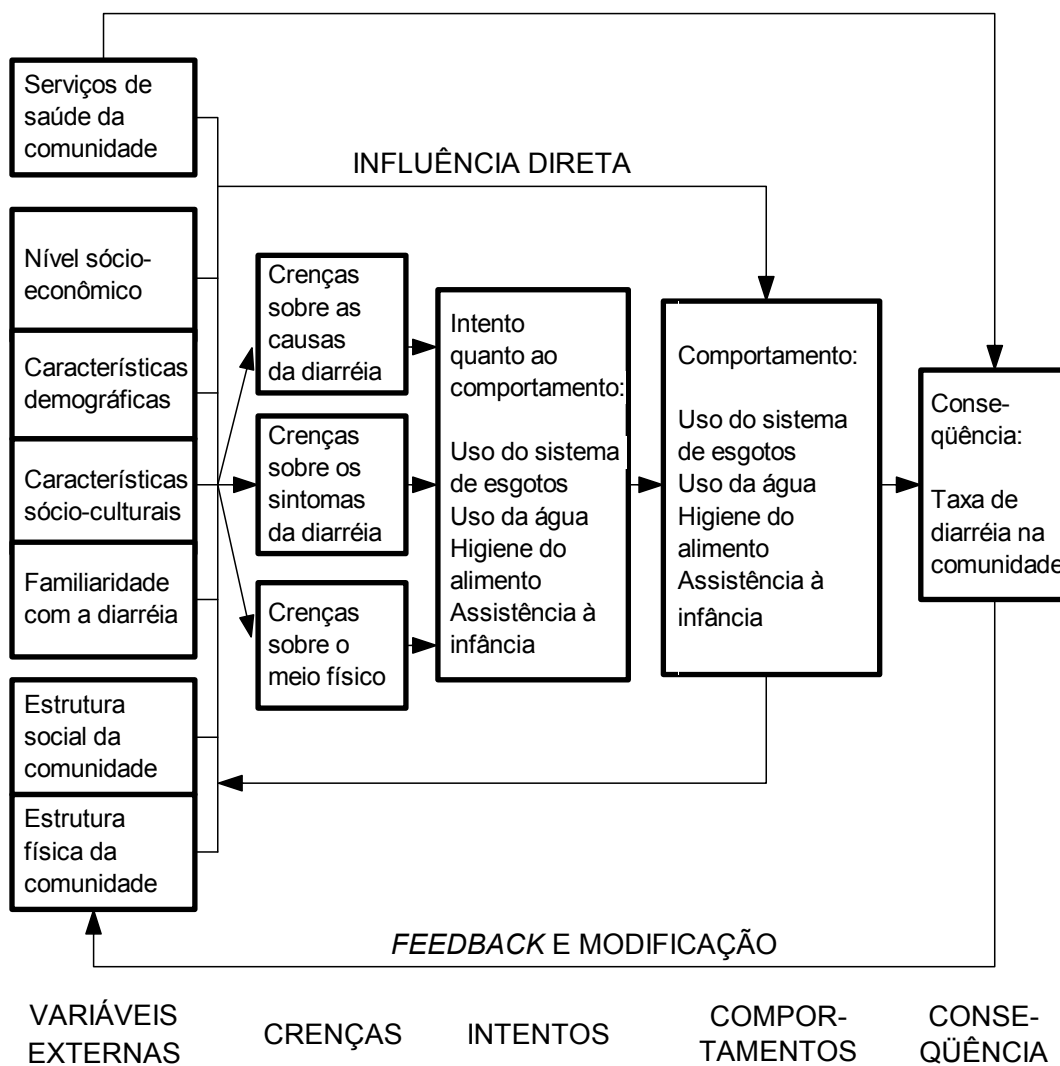 Serviços de
saúde da
comunidade
INFLUÊNCIA DIRETA
Nível sócio-
econômico
Características
demográficas
Características
sócio-culturais
Familiaridade
com a diarréia
Estrutura
social da
comunidade
Estrutura
física da
comunidade
Crenças
sobre as
causas
da diarréia
Crenças
sobre os
sintomas
da diarréia
Crenças
sobre o
meio físico
Intento
quanto ao
comportamento:
Uso do sistema
de esgotos
Uso da água
Higiene do
alimento
Assistência à
infância
Comportamento:
Uso do sistema
de esgotos
Uso da água
Higiene do
alimento
Assistência à
infância
Conse-
qüência:
Taxa de
diarréia na
comunidade
FEEDBACK E MODIFICAÇÃO
VARIÁVEIS
EXTERNAS
CRENÇAS
INTENTOS
COMPOR-
TAMENTOS
CONSE-
QÜÊNCIA